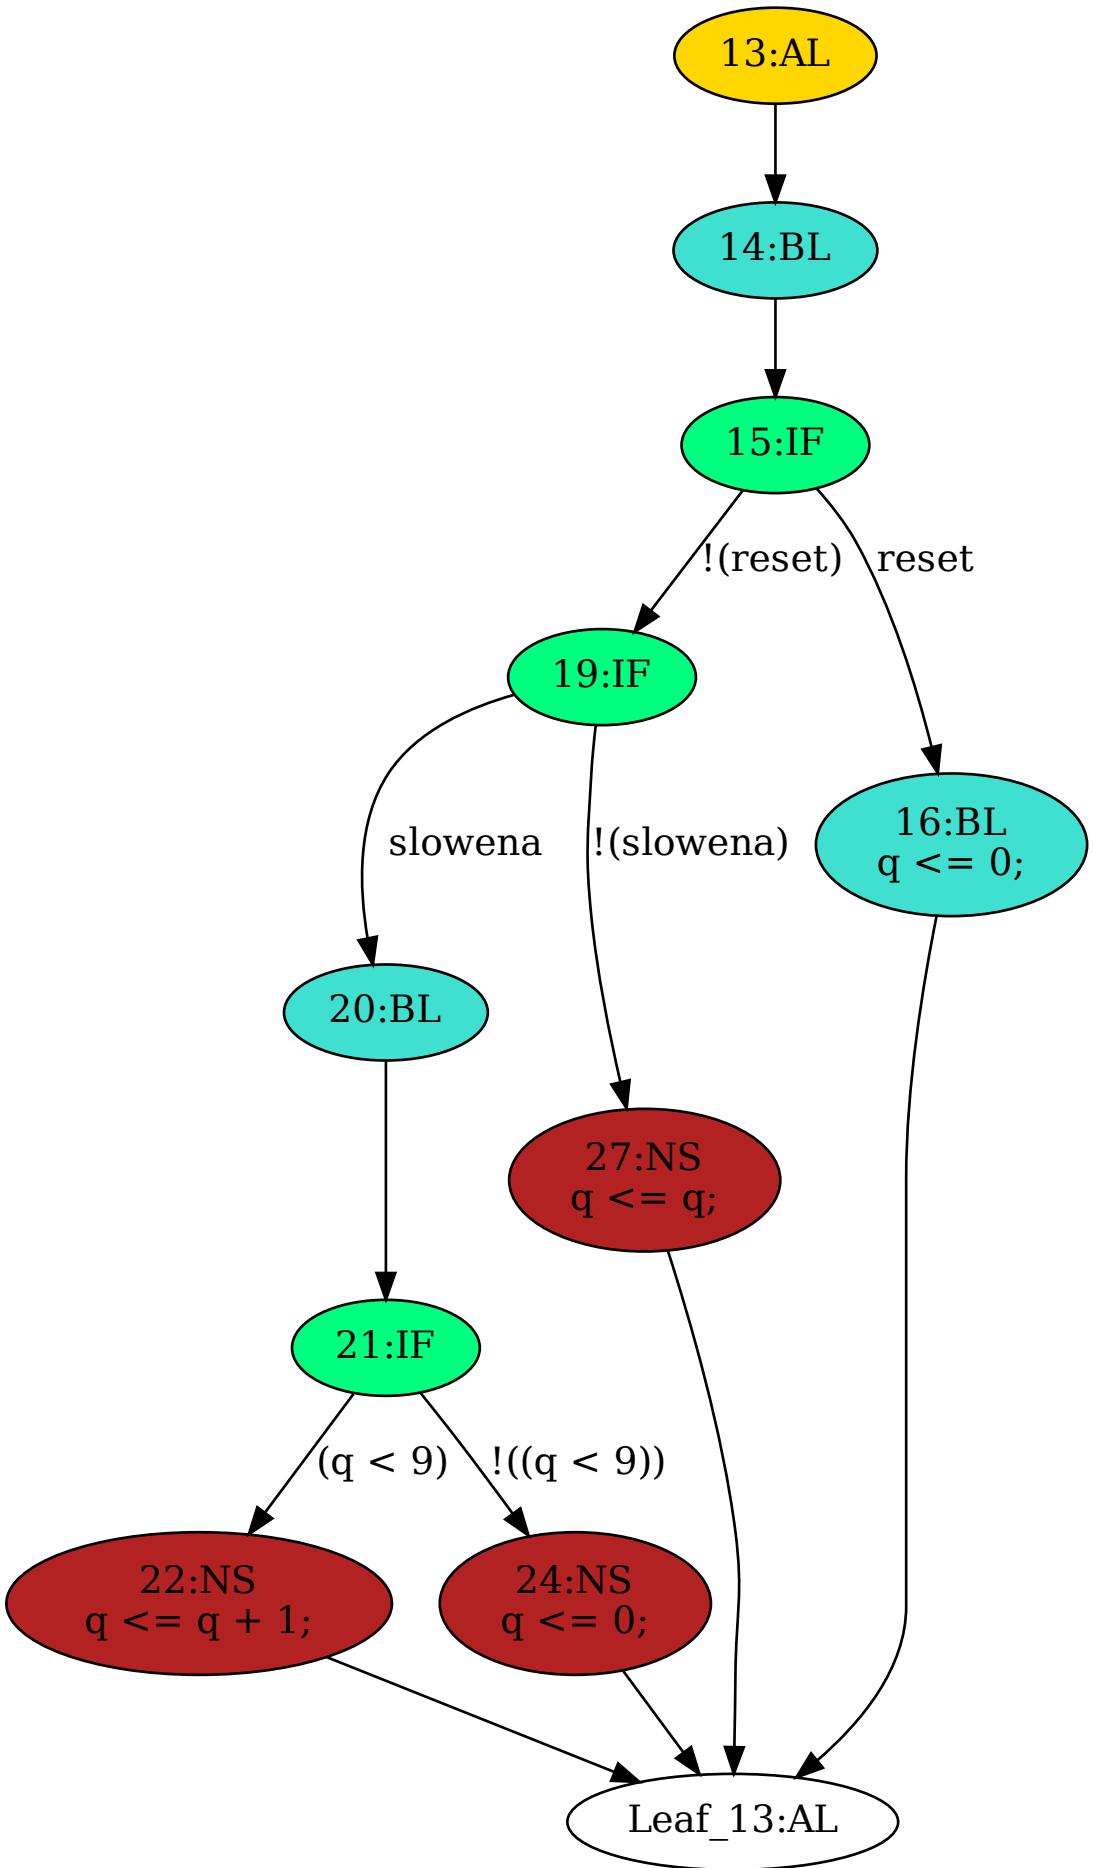 13:AL
14:BL
15:IF
!(reset)
reset
19:IF
16:BL
q <= 0;
slowena
!(slowena)
20:BL
27:NS
q <= q;
21:IF
(q < 9)
!((q < 9))
22:NS
q <= q + 1;
24:NS
q <= 0;
Leaf_13:AL